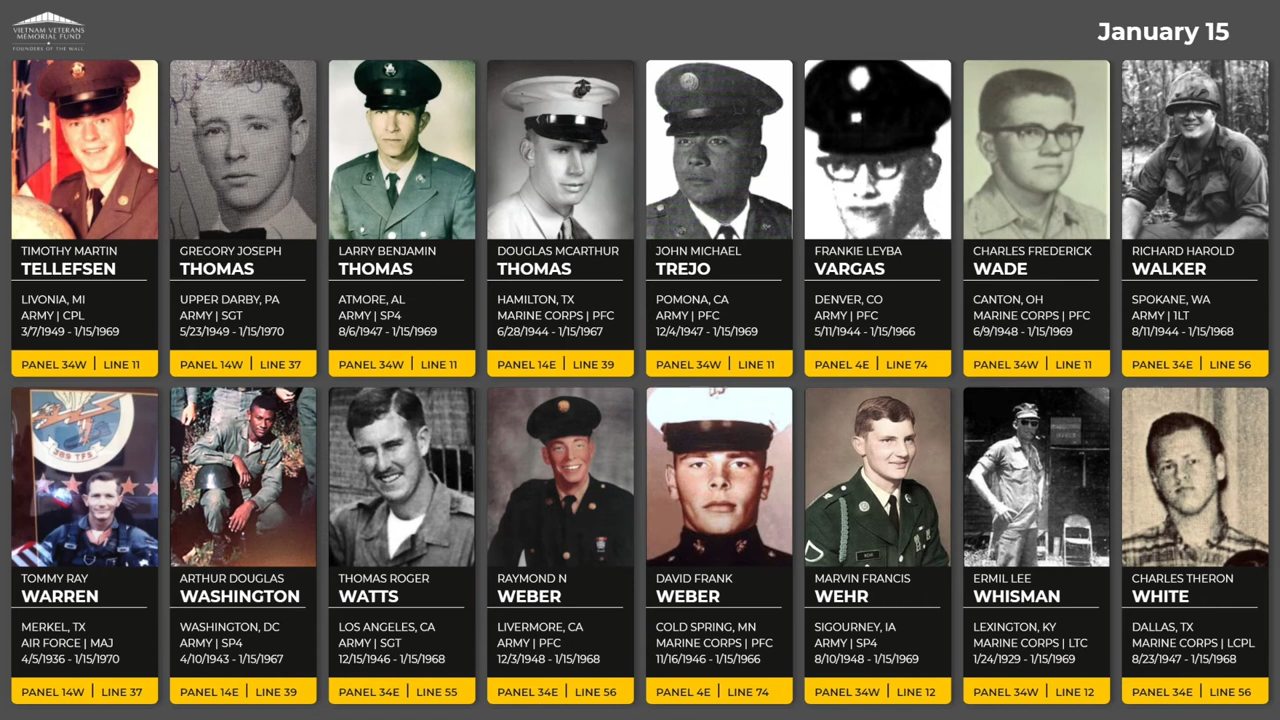 VIETNAM VETERANS
MEMORIAL FUND
FOUNDERS OF THE WALL
January 15
TIMOTHY MARTIN
TELLEFSEN
LIVONIA, MI
ARMY | CPL
3/7/1949 - 1/15/1969
PANEL 34W | LINE 11
GREGORY JOSEPH
THOMAS
UPPER DARBY, PA
ARMY | SGT
5/23/1949 - 1/15/1970
PANEL 14W | LINE 37
LARRY BENJAMIN
THOMAS
ATMORE, AL
ARMY | SP4
8/6/1947 - 1/15/1969
PANEL 34W | LINE 11
DOUGLAS MCARTHUR
THOMAS
HAMILTON, TX
MARINE CORPS | PFC
6/28/1944 - 1/15/1967
PANEL 14E | LINE 39
JOHN MICHAEL
TREJO
POMONA, CA
ARMY | PFC
12/4/1947 - 1/15/1969
PANEL 34W | LINE 11
FRANKIE LEYBA
VARGAS
DENVER, CO
ARMY | PFC
5/11/1944 - 1/15/1966
PANEL 4E | LINE 74
CHARLES FREDERICK
WADE
CANTON, OH
MARINE CORPS | PFC
6/9/1948 - 1/15/1969
PANEL 34W | LINE 11
RICHARD HAROLD
WALKER
SPOKANE, WA
ARMY | 1LT
8/11/1944 - 1/15/1968
PANEL 34E | LINE 56
389 TFS
TOMMY RAY
WARREN
MERKEL, TX
AIR FORCE | MAJ
4/5/1936 - 1/15/1970
PANEL 14W | LINE 37
ARTHUR DOUGLAS
WASHINGTON
WASHINGTON, DC
ARMY | SP4
4/10/1943 - 1/15/1967
PANEL 14E | LINE 39
THOMAS ROGER
WATTS
LOS ANGELES, CA
ARMY | SGT
12/15/1946 - 1/15/1968
PANEL 34E | LINE 55
RAYMOND N
WEBER
LIVERMORE, CA
ARMY | PFC
12/3/1948 - 1/15/1968
PANEL 34E | LINE 56
DAVID FRANK
WEBER
COLD SPRING, MN
MARINE CORPS | PFC
11/16/1946 - 1/15/1966
PANEL 4E | LINE 74
WEHR
MARVIN FRANCIS
WEHR
SIGOURNEY, IA
ARMY | SP4
8/10/1948 - 1/15/1969
PANEL 34W | LINE 12
ERMIL LEE
WHISMAN
LEXINGTON, KY
MARINE CORPS | LTC
1/24/1929 - 1/15/1969
PANEL 34W | LINE 12
CHARLES THERON
WHITE
DALLAS, TX
MARINE CORPS | LCPL
8/23/1947 - 1/15/1968
PANEL 34E | LINE 56